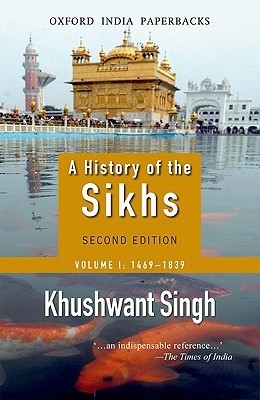 OXFORD INDIA PAPERBACKS
A History of the
Sikhs
SECOND EDITION
VOLUME I: 1469–1839
Khushwant Singh
‘...an indispensable reference...’
—The Times of India